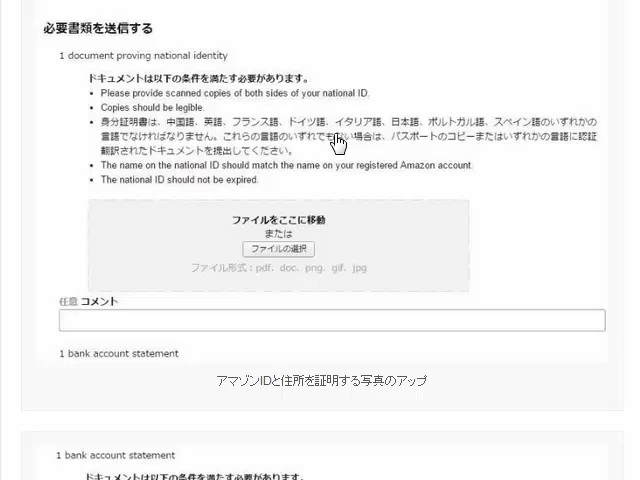 必要書類を送信する
1 document proving national identity
ドキュメントは以下の条件を満たす必要があります。
• Please provide scanned copies of both sides of your national ID.
• Copies should be legible.
• 身分証明書は、中国語、英語、フランス語、ドイツ語、イタリア語、日本語、ポルトガル語、スペイン語のいずれかの
言語でなければなりません。これらの言語のいずれでもない場合は、パスポートのコピーまたはいずれかの言語に認証
翻訳されたドキュメントを提出してください。
• The name on the national ID should match the name on your registered Amazon account.
• The national ID should not be expired.
ファイルをここに移動
または
ファイルの選択
ファイル形式：pdf、doc、png、gif、jpg
任意 コメント
1 bank account statement
アマゾンIDと住所を証明する写真のアップ
1 bank account statement
ドキュメントは以下の条件を満たす必要があります。